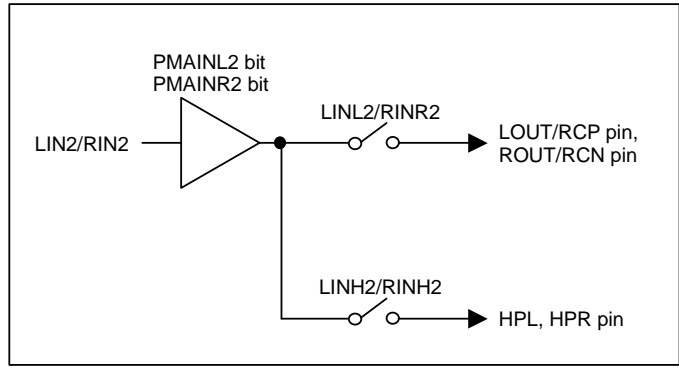 PMAINL2 bit
PMAINR2 bit
LINL2/RINR2
LIN2/RIN2
LOUT/RCP pin,
ROUT/RCN pin
LINH2/RINH2
HPL, HPR pin